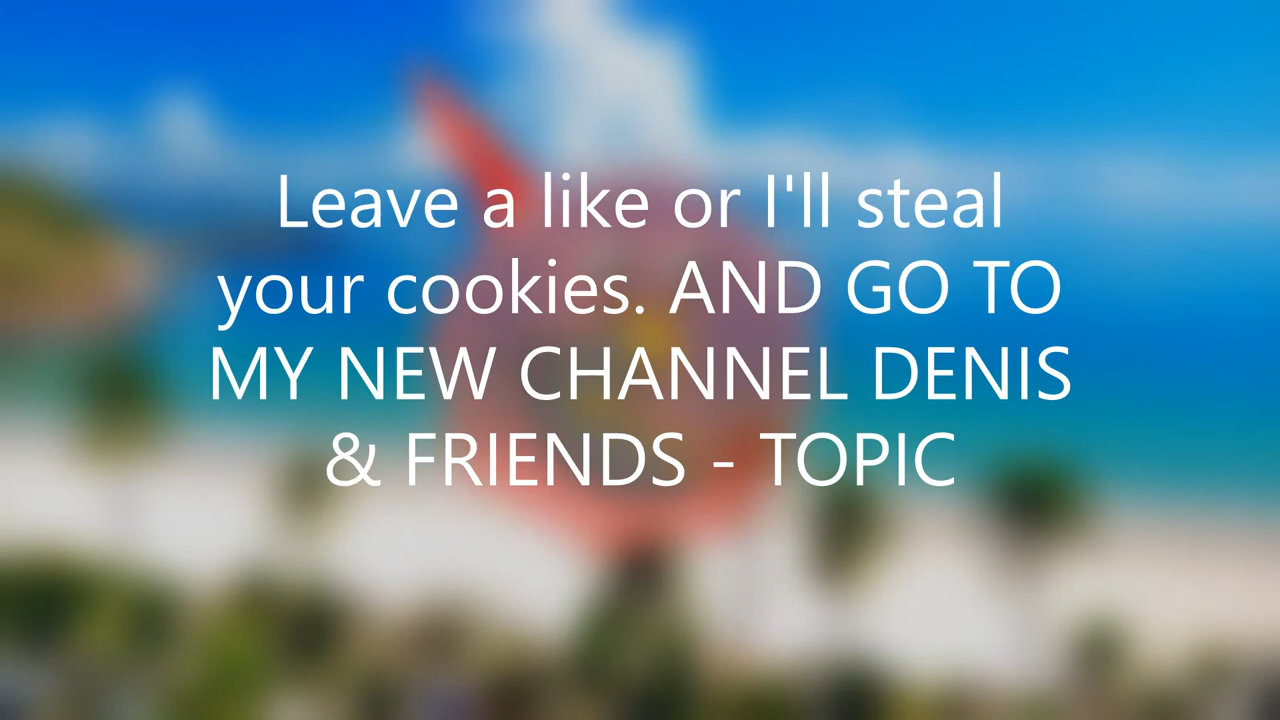 Leave a like or I'll steal
your cookies. AND GO TO
MY NEW CHANNEL DENIS
& FRIENDS - TOPIC